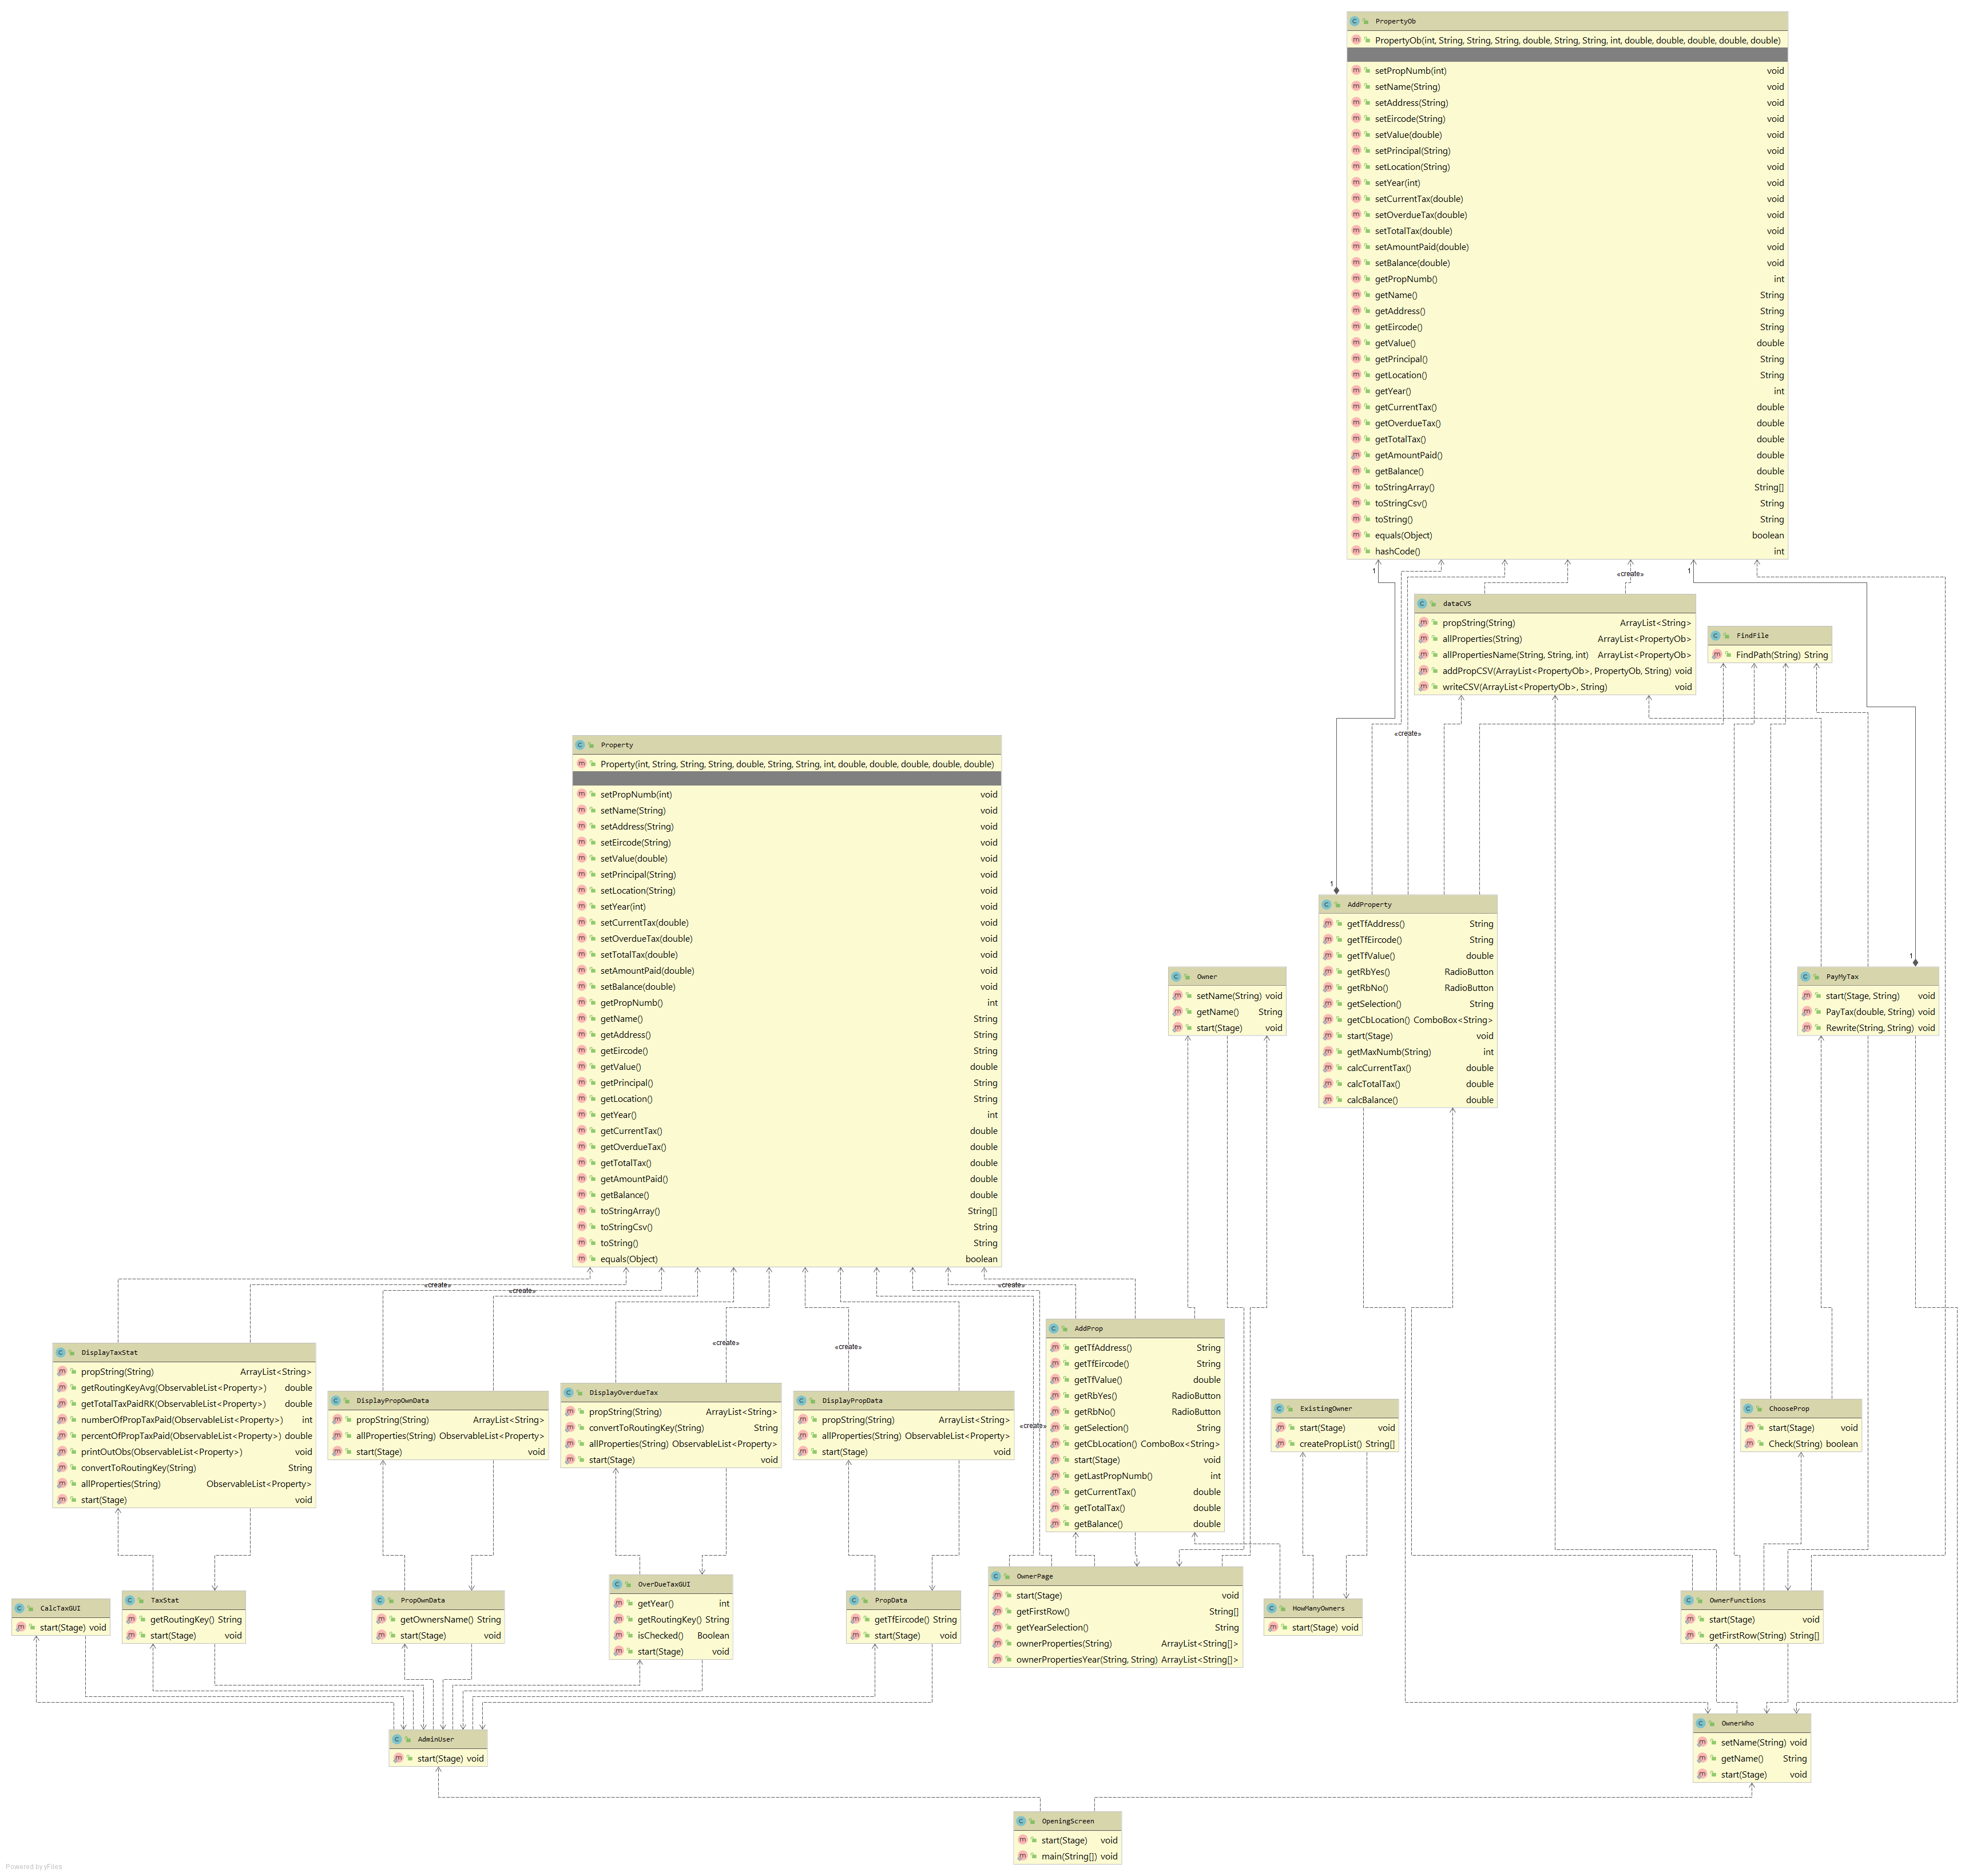 PropertyOb
PropertyOb(int, String, String, String, double, String, String, int, double, double, double, double, double)
setPropNumb(int) void
setName(String) void
setAddress(String) void
setEircode(String) void
setValue(double) void
setPrincipal(String) void
setLocation(String) void
setYear(int) void
setCurrentTax(double) void
setOverdueTax(double) void
setTotalTax(double) void
setAmountPaid(double) void
setBalance(double) void
getPropNumb() int
getName() String
getAddress() String
getEircode() String
getValue() double
getPrincipal() String
getLocation() String
getYear() int
getCurrentTax() double
getOverdueTax() double
getTotalTax() double
getAmountPaid() double
getBalance() double
toStringArray() String[]
toStringCsv() String
toString() String
equals(Object) boolean
hashCode() int
1
«create»
1
dataCVS
propString(String) ArrayList<String>
allProperties(String) ArrayList<PropertyOb>
allPropertiesName(String, String, int) ArrayList<PropertyOb>
addPropCSV(ArrayList<PropertyOb>, PropertyOb, String) void
writeCSV(ArrayList<PropertyOb>, String) void
FindFile
FindPath(String) String
«create»
Property
Property(int, String, String, String, double, String, String, int, double, double, double, double, double)
setPropNumb(int) void
setName(String) void
setAddress(String) void
setEircode(String) void
setValue(double) void
setPrincipal(String) void
setLocation(String) void
setYear(int) void
setCurrentTax(double) void
setOverdueTax(double) void
setTotalTax(double) void
setAmountPaid(double) void
setBalance(double) void
getPropNumb() int
getName() String
getAddress() String
getEircode() String
getValue() double
getPrincipal() String
getLocation() String
getYear() int
getCurrentTax() double
getOverdueTax() double
getTotalTax() double
getAmountPaid() double
getBalance() double
toStringArray() String[]
toStringCsv() String
toString() String
equals(Object) boolean
1
AddProperty
getTfAddress() String
getTfEircode() String
getTfValue() double
getRbYes() RadioButton
getRbNo() RadioButton
getSelection() String
getCbLocation() ComboBox<String>
start(Stage) void
getMaxNumb(String) int
calcCurrentTax() double
calcTotalTax() double
calcBalance() double
Owner
setName(String) void
getName() String
start(Stage) void
1
PayMyTax
start(Stage, String) void
PayTax(double, String) void
Rewrite(String, String) void
«create»
«create»
«create»
«create»
«create»
«create»
DisplayTaxStat
propString(String) ArrayList<String>
getRoutingKeyAvg(ObservableList<Property>) double
getTotalTaxPaidRK(ObservableList<Property>) double
numberOfPropTaxPaid(ObservableList<Property>) int
percentOfPropTaxPaid(ObservableList<Property>) double
printOutObs(ObservableList<Property>) void
convertToRoutingKey(String) String
allProperties(String) ObservableList<Property>
start(Stage) void
DisplayPropOwnData
propString(String) ArrayList<String>
allProperties(String) ObservableList<Property>
start(Stage) void
DisplayOverdueTax
propString(String) ArrayList<String>
convertToRoutingKey(String) String
allProperties(String) ObservableList<Property>
start(Stage) void
DisplayPropData
propString(String) ArrayList<String>
allProperties(String) ObservableList<Property>
start(Stage) void
AddProp
getTfAddress() String
getTfEircode() String
getTfValue() double
getRbYes() RadioButton
getRbNo() RadioButton
getSelection() String
getCbLocation() ComboBox<String>
start(Stage) void
getLastPropNumb() int
getCurrentTax() double
getTotalTax() double
getBalance() double
ExistingOwner
start(Stage) void
createPropList() String[]
ChooseProp
start(Stage) void
Check(String) boolean
CalcTaxGUI
start(Stage) void
TaxStat
getRoutingKey() String
start(Stage) void
PropOwnData
getOwnersName() String
start(Stage) void
OverDueTaxGUI
getYear() int
getRoutingKey() String
isChecked() Boolean
start(Stage) void
PropData
getTfEircode() String
start(Stage) void
OwnerPage
start(Stage) void
getFirstRow() String[]
getYearSelection() String
ownerProperties(String) ArrayList<String[]>
ownerPropertiesYear(String, String) ArrayList<String[]>
HowManyOwners
start(Stage) void
OwnerFunctions
start(Stage) void
getFirstRow(String) String[]
AdminUser
start(Stage) void
OwnerWho
setName(String) void
getName() String
start(Stage) void
OpeningScreen
start(Stage) void
main(String[]) void
Powered by yFiles